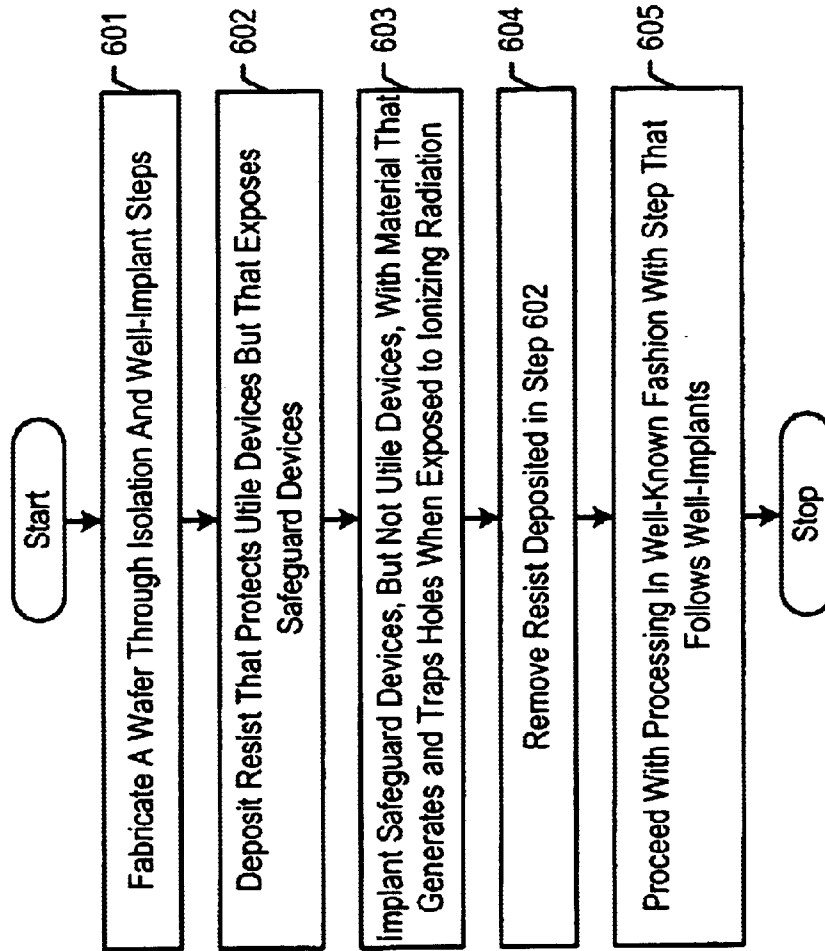 Start
601
Fabricate A Wafer Through Isolation And Well-Implant Steps
602
Deposit Resist That Protects Utile Devices But That Exposes
Safeguard Devices
603
Implant Safeguard Devices, But Not Utile Devices, With Material That
Generates and Traps Holes When Exposed to Ionizing Radiation
604
Remove Resist Deposited in Step 602
605
Proceed With Processing In Well-Known Fashion With Step That
Follows Well-Implants
Stop